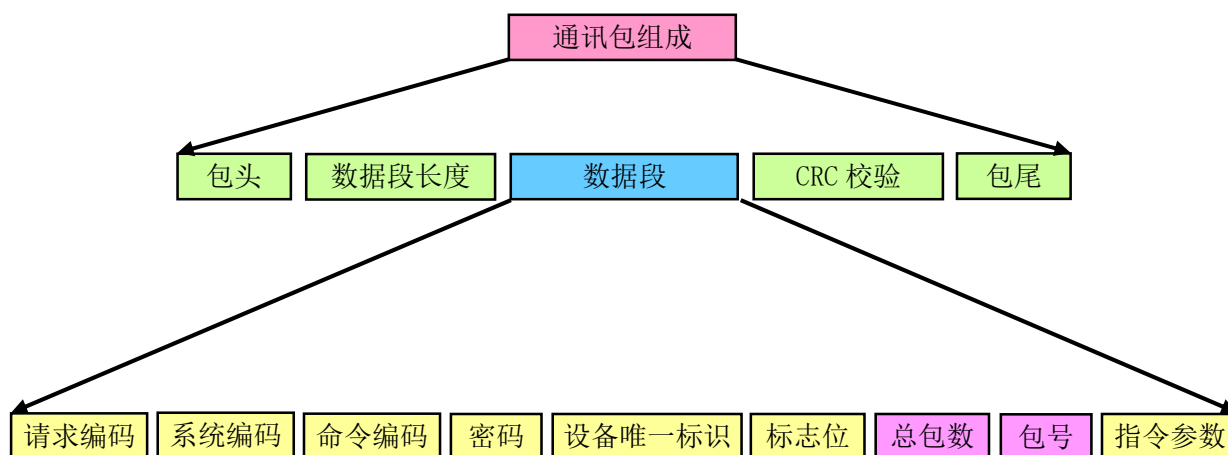 通讯包组成
包头 数据段长度 数据段 CRC 校验 包尾
请求编码 系统编码 命令编码 密码 设备唯一标识 标志位 总包数 包号 指令参数